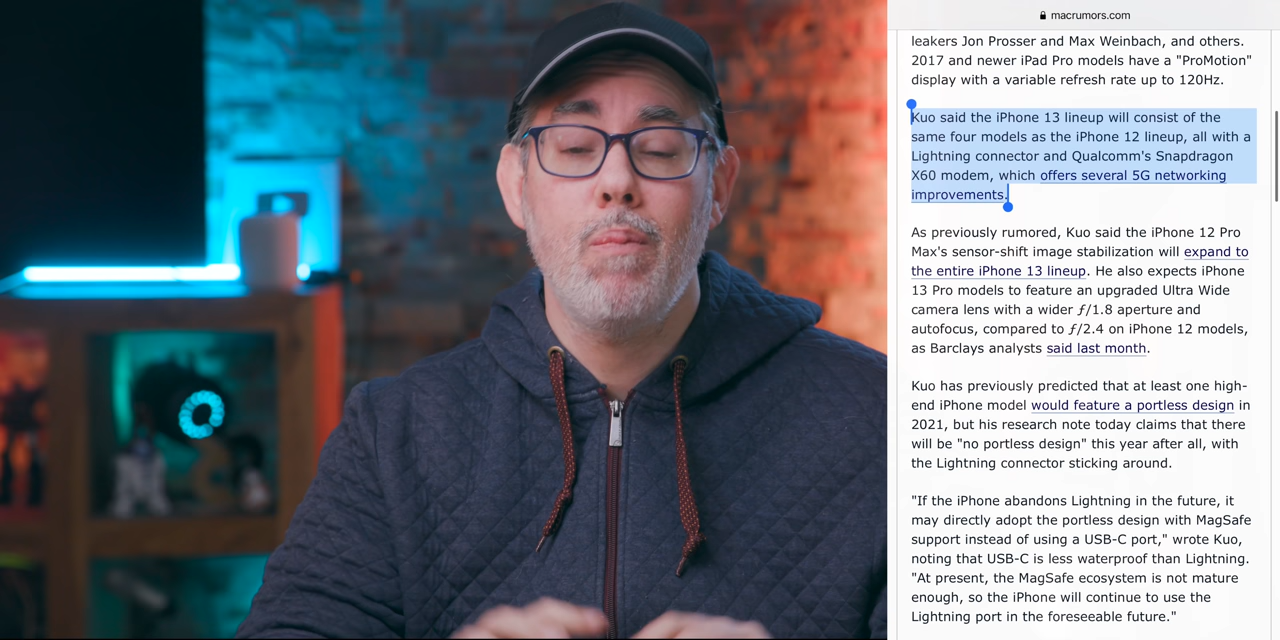 macrumors.com
leakers Jon Prosser and Max Weinbach, and others.
2017 and newer iPad Pro models have a "ProMotion"
display with a variable refresh rate up to 120Hz.
Kuo said the iPhone 13 lineup will consist of the
same four models as the iPhone 12 lineup, all with a
Lightning connector and Qualcomm's Snapdragon
X60 modem, which offers several 5G networking
improvements.
As previously rumored, Kuo said the iPhone 12 Pro
Max's sensor-shift image stabilization will expand to
the entire iPhone 13 lineup. He also expects iPhone
13 Pro models to feature an upgraded Ultra Wide
camera lens with a wider ƒ/1.8 aperture and
autofocus, compared to ƒ/2.4 on iPhone 12 models,
as Barclays analysts said last month.
Kuo has previously predicted that at least one high-
end iPhone model would feature a portless design in
2021, but his research note today claims that there
will be "no portless design" this year after all, with
the Lightning connector sticking around.
"If the iPhone abandons Lightning in the future, it
may directly adopt the portless design with MagSafe
support instead of using a USB-C port," wrote Kuo,
noting that USB-C is less waterproof than Lightning.
"At present, the MagSafe ecosystem is not mature
enough, so the iPhone will continue to use the
Lightning port in the foreseeable future."